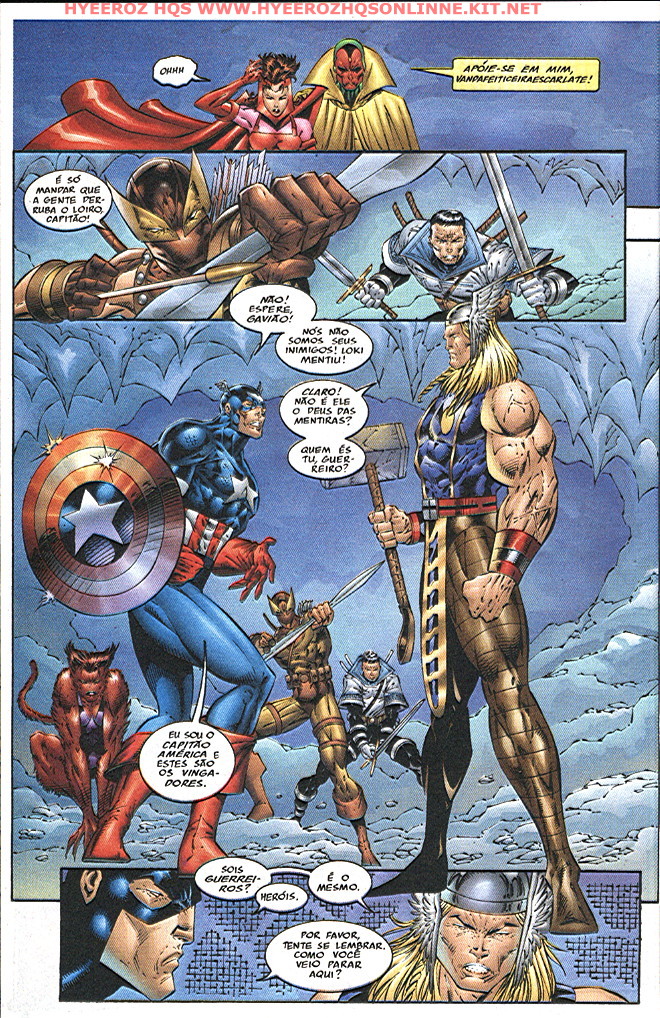 HYEEROZ HQS WWW.HYEEROZHQSONLINNE.KIT.NET
OHHH
APÓIE-SE EM MIM,
VANPAFEITICEIRAESCARLATE!
É SÓ
MANDAR QUE
A GENTE DER-
RUBA O LOIRO,
CAPITÃO!
NÃO!
ESPERE,
GAVIÃO!
NÓS NÃO
SOMOS SEUS
INIMIGOS! LOKI
MENTIU!
CLARO!
NÃO É ELE
O DEUS DAS
MENTIRAS?
QUEM ÉS
TU, GUER-
REIRO?
EU SOU O
CAPITÃO
AMÉRICA E
ESTES SÃO
OS VINGA-
DORES.
SOIS
GUERREI-
ROS?
HERÓIS.
É O
MESMO.
POR FAVOR,
TENTE SE LEMBRAR.
COMO VOCÊ
VEIO PARAR
AQUI?